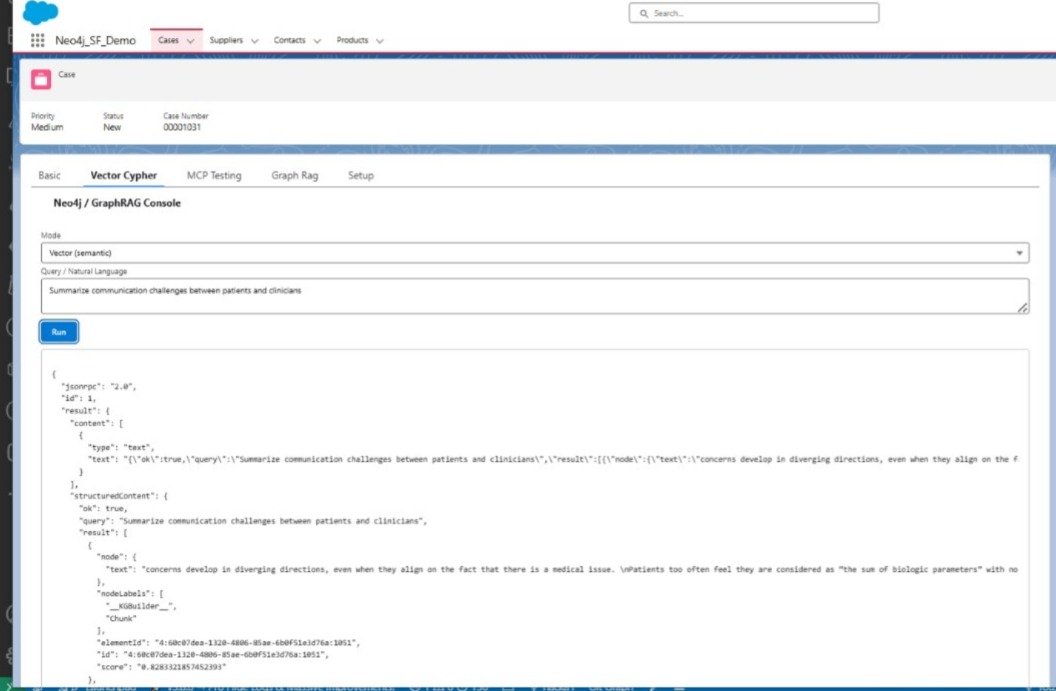 Search...
Neo4j_SF_Demo Cases Suppliers Contacts Products
Case
Priority Status Case Number
Medium New 00001031
Basic Vector Cypher MCP Testing Graph Rag Setup
Neo4j / GraphRAG Console
Mode
Vector (semantic)
Query / Natural Language
Summarize communication challenges between patients and clinicians
Run
{
"jsonrpc": "2.0",
"id": 1,
"result": {
"content": [
{
"type": "text",
"text": "{\"ok\":true,\"query\":\"Summarize communication challenges between patients and clinicians\",\"result\":[{\"node\":{\"text\":\"concerns develop in diverging directions, even when they align on the f
}
],
"structuredContent": {
"ok": true,
"query": "Summarize communication challenges between patients and clinicians",
"result": [
{
"node": {
"text": "concerns develop in diverging directions, even when they align on the fact that there is a medical issue. \nPatients too often feel they are considered as "the sum of biologic parameters" with no
},
"nodeLabels": [
"__KGBuilder__",
"Chunk"
],
"elementId": "4:60c07dea-1320-4806-85ae-6b0f51e3d76a:1051",
"id": "4:60c07dea-1320-4806-85ae-6b0f51e3d76a:1051",
"score": "0.8283321857452393"
},